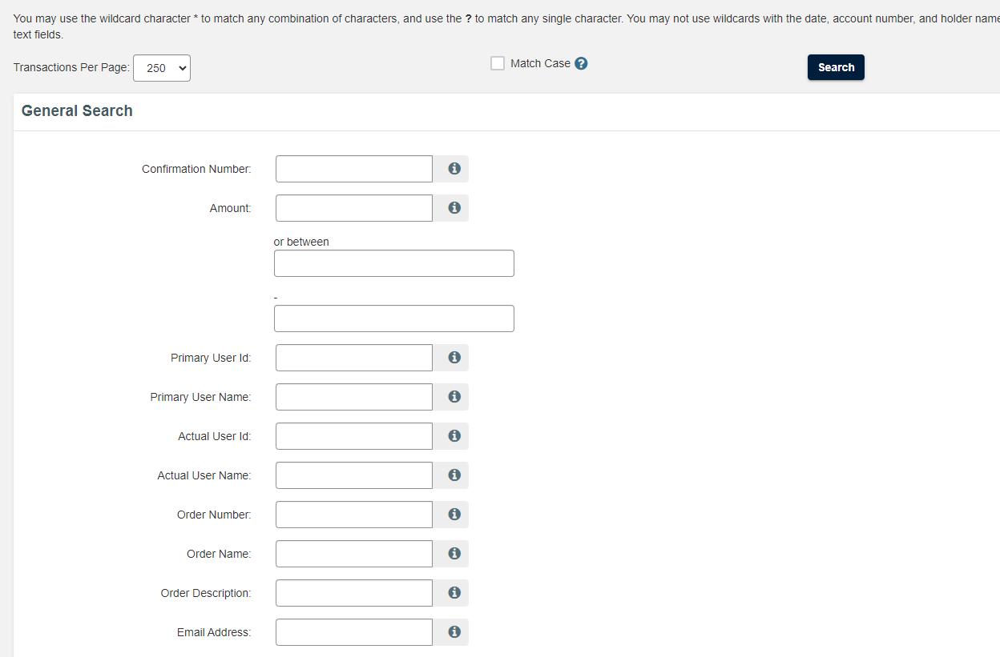 You may use the wildcard character * to match any combination of characters, and use the ? to match any single character. You may not use wildcards with the date, account number, and holder name
text fields.
Transactions Per Page: 250
Match Case ?
Search
General Search
Confirmation Number:
Amount:
or between
-
Primary User Id:
Primary User Name:
Actual User Id:
Actual User Name:
Order Number:
Order Name:
Order Description:
Email Address: